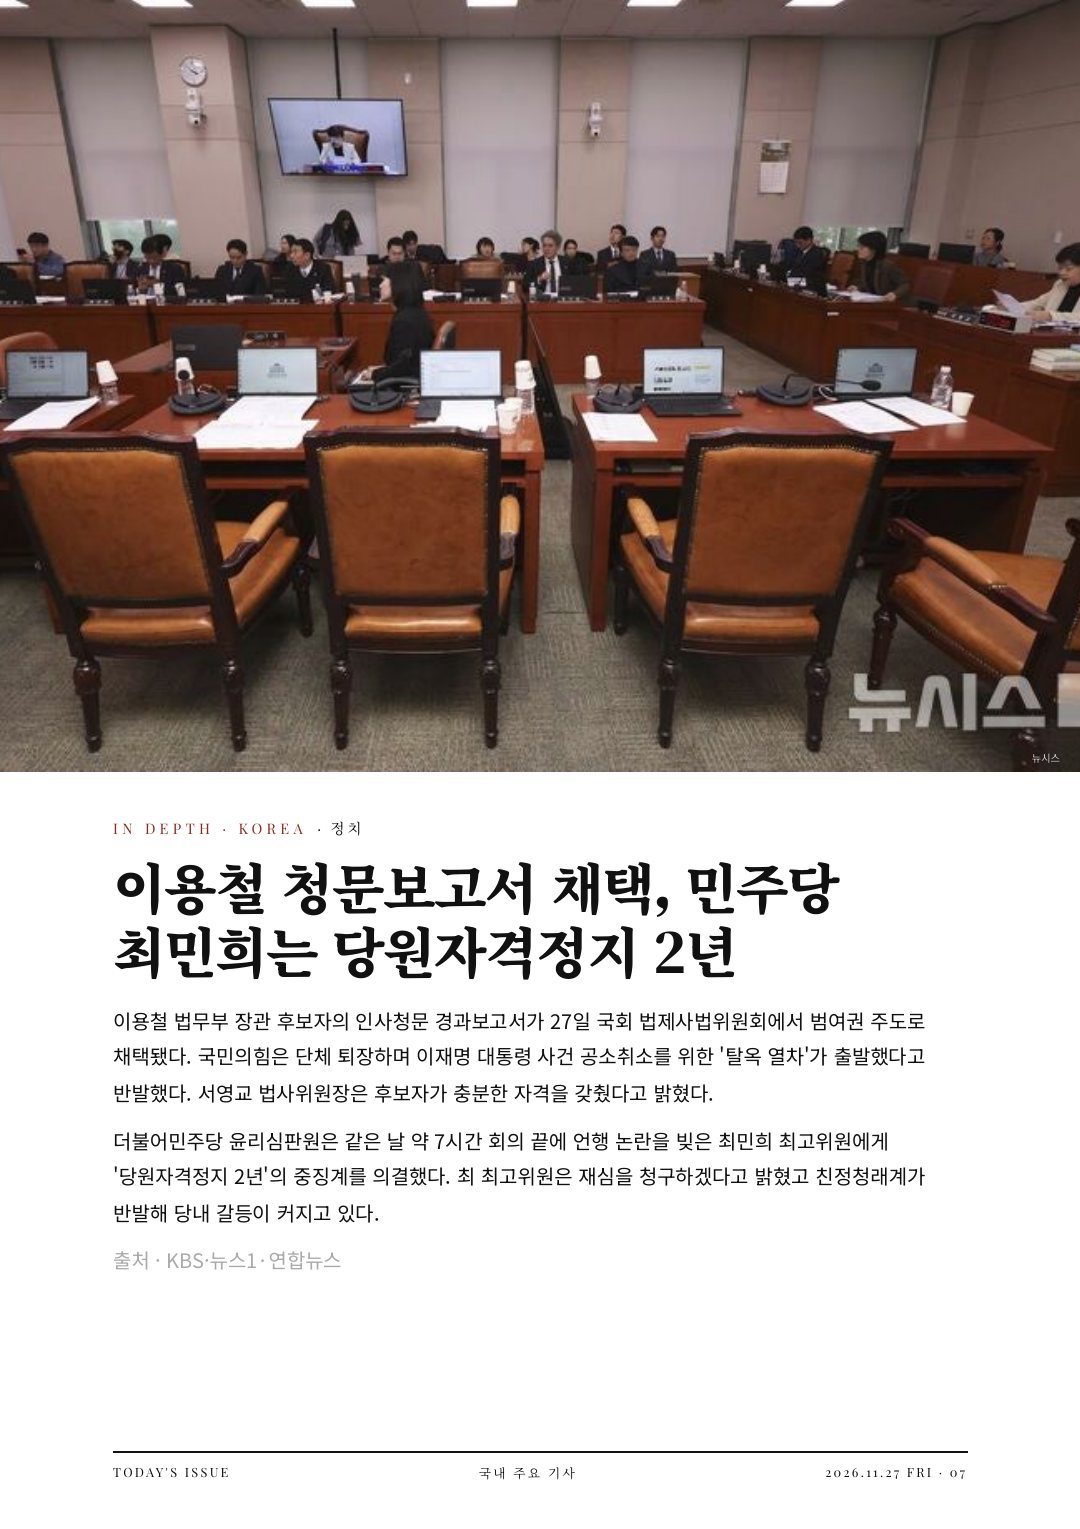 뉴시스
뉴시스
IN DEPTH · KOREA · 정치
이용철 청문보고서 채택, 민주당
최민희는 당원자격정지 2년
이용철 법무부 장관 후보자의 인사청문 경과보고서가 27일 국회 법제사법위원회에서 범여권 주도로
채택됐다. 국민의힘은 단체 퇴장하며 이재명 대통령 사건 공소취소를 위한 '탈옥 열차'가 출발했다고
반발했다. 서영교 법사위원장은 후보자가 충분한 자격을 갖췄다고 밝혔다.
더불어민주당 윤리심판원은 같은 날 약 7시간 회의 끝에 언행 논란을 빚은 최민희 최고위원에게
'당원자격정지 2년'의 중징계를 의결했다. 최 최고위원은 재심을 청구하겠다고 밝혔고 친정청래계가
반발해 당내 갈등이 커지고 있다.
출처 · KBS·뉴스1·연합뉴스
TODAY'S ISSUE
국내 주요 기사
2026.11.27 FRI · 07